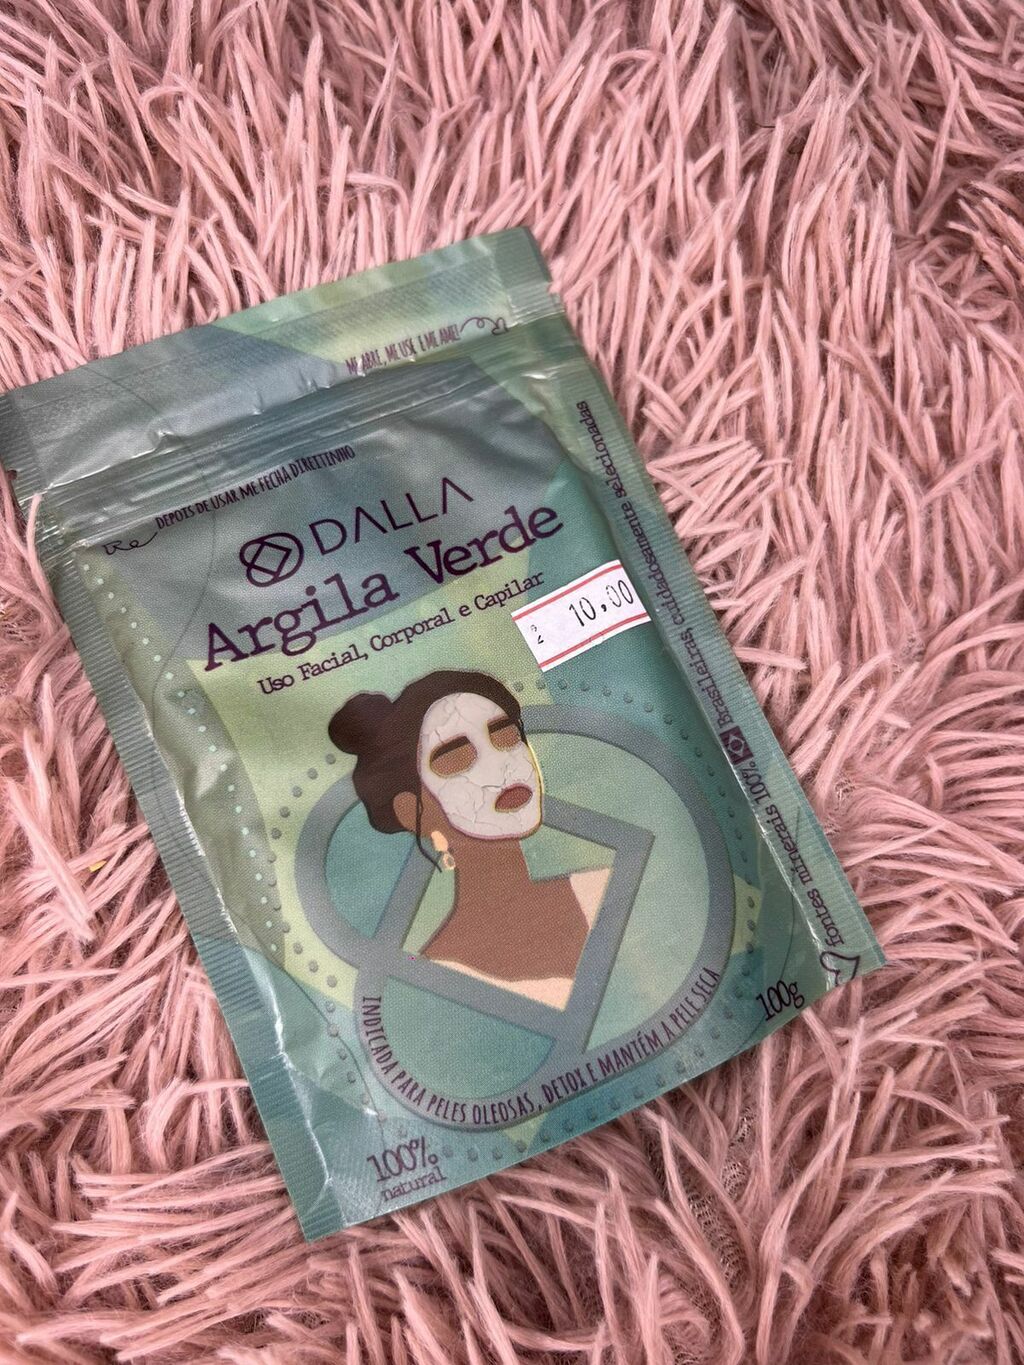 ME ABRE, ME USE E ME AME!
DEPOIS DE USAR ME FECHA DIREITINHO
DALLA
Argila Verde
Uso Facial, Corporal e Capilar
10,00
fontes minerais 100% Brasileiras, cuidadosamente selecionadas
INDICADA PARA PELES OLEOSAS, DETOX E MANTÉM A PELE SECA
100g
100%
natural